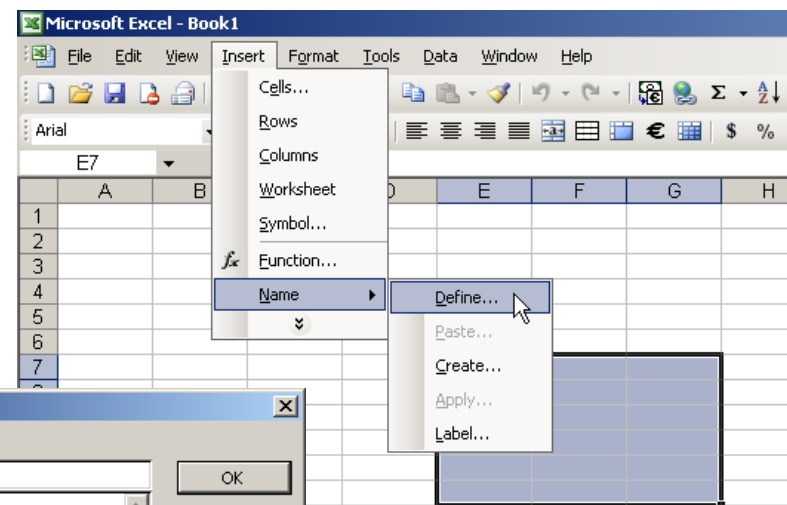 Microsoft Excel - Book1
File Edit View Insert Format Tools Data Window Help
Σ A Z
Arial a € $ %
E7
A B D E F G H
1
2
3
4
5
6
7
Cells...
Rows
Columns
Worksheet
Symbol...
fx Function...
Name
Define...
Paste...
Create...
Apply...
Label...
OK